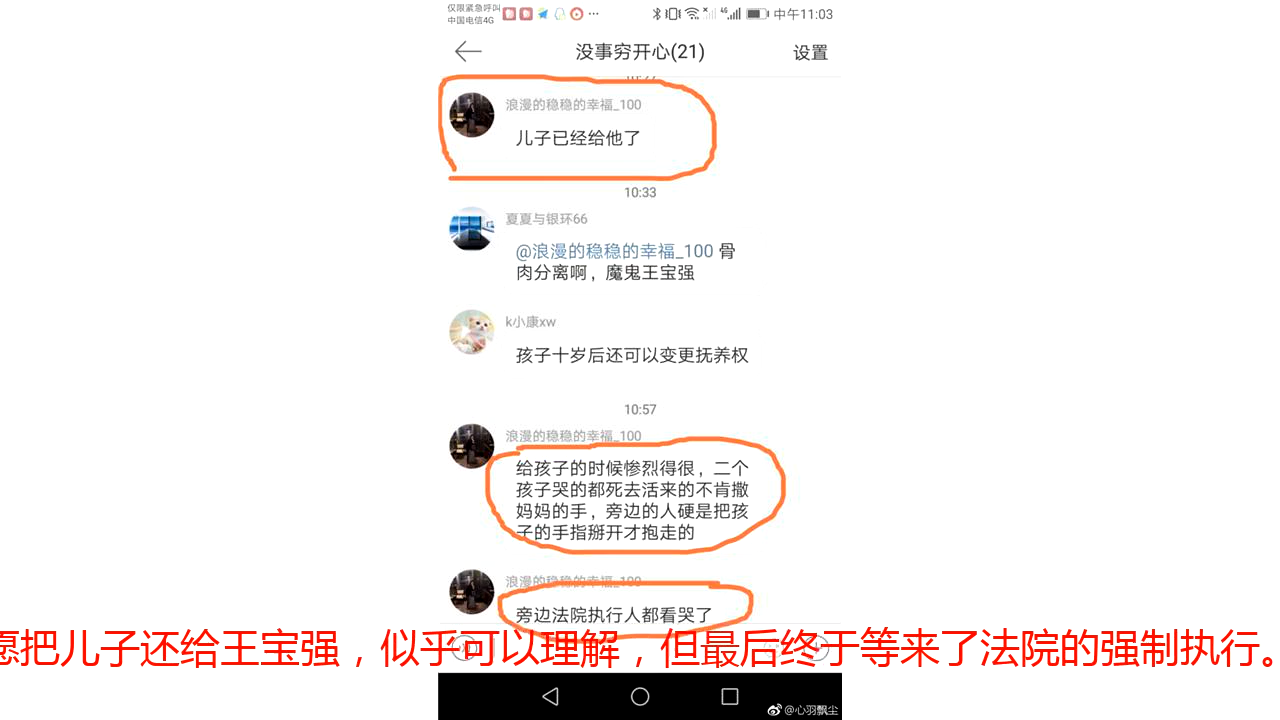 仅限紧急呼叫
中国电信4G
中午11:03
没事穷开心(21)
设置
浪漫的稳稳的幸福_100
儿子已经给他了
10:33
夏夏与银环66
@浪漫的稳稳的幸福_100 骨
肉分离啊，魔鬼王宝强
k小康xw
孩子十岁后还可以变更抚养权
10:57
浪漫的稳稳的幸福_100
给孩子的时候惨烈得很，二个
孩子哭的都死去活来的不肯撒
妈妈的手，旁边的人硬是把孩
子的手指掰开才抱走的
浪漫的稳稳的幸福_100
旁边法院执行人都看哭了
愿把儿子还给王宝强，似乎可以理解，但最后终于等来了法院的强制执行。
@心羽飘尘